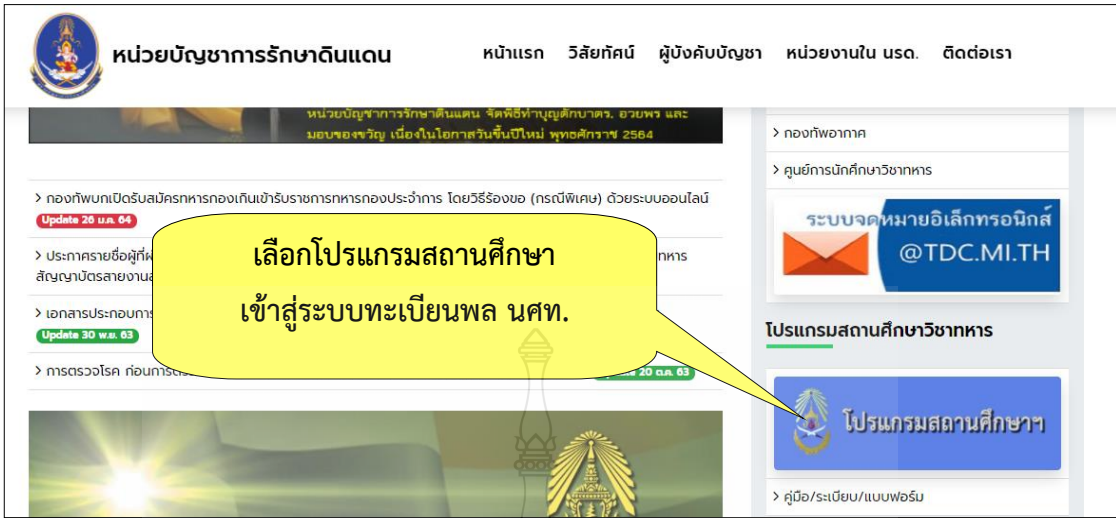 หน่วยบัญชาการรักษาดินแดน
หน้าแรก วิสัยทัศน์ ผู้บังคับบัญชา หน่วยงานใน นรด. ติดต่อเรา
หน่วยบัญชาการรักษาดินแดน จัดพิธีทำบุญตักบาตร. อวยพร และ
มอบของขวัญ เนื่องในโอกาสวันขึ้นปีใหม่ พุทธศักราช 2564
> กองทัพบกเปิดรับสมัครทหารกองเกินเข้ารับราชการทหารกองประจำการ โดยวิธีร้องขอ (กรณีพิเศษ) ด้วยระบบออนไลน์
Update 26 ม.ค. 64
> ประกาศรายชื่อผู้ที่
สัญญาบัตรสายงาน
> เอกสารประกอบการ
Update 30 พ.ย. 63
> การตรวจโรค ก่อนการ
20 ต.ค. 63
เลือกโปรแกรมสถานศึกษา
เข้าสู่ระบบทะเบียนพล นศท.
> กองทัพอากาศ
> ศูนย์การนักศึกษาวิชาทหาร
ระบบจดหมายอิเล็กทรอนิกส์
@TDC.MI.TH
โปรแกรมสถานศึกษาวิชาทหาร
โปรแกรมสถานศึกษาฯ
> คู่มือ/ระเบียบ/แบบฟอร์ม